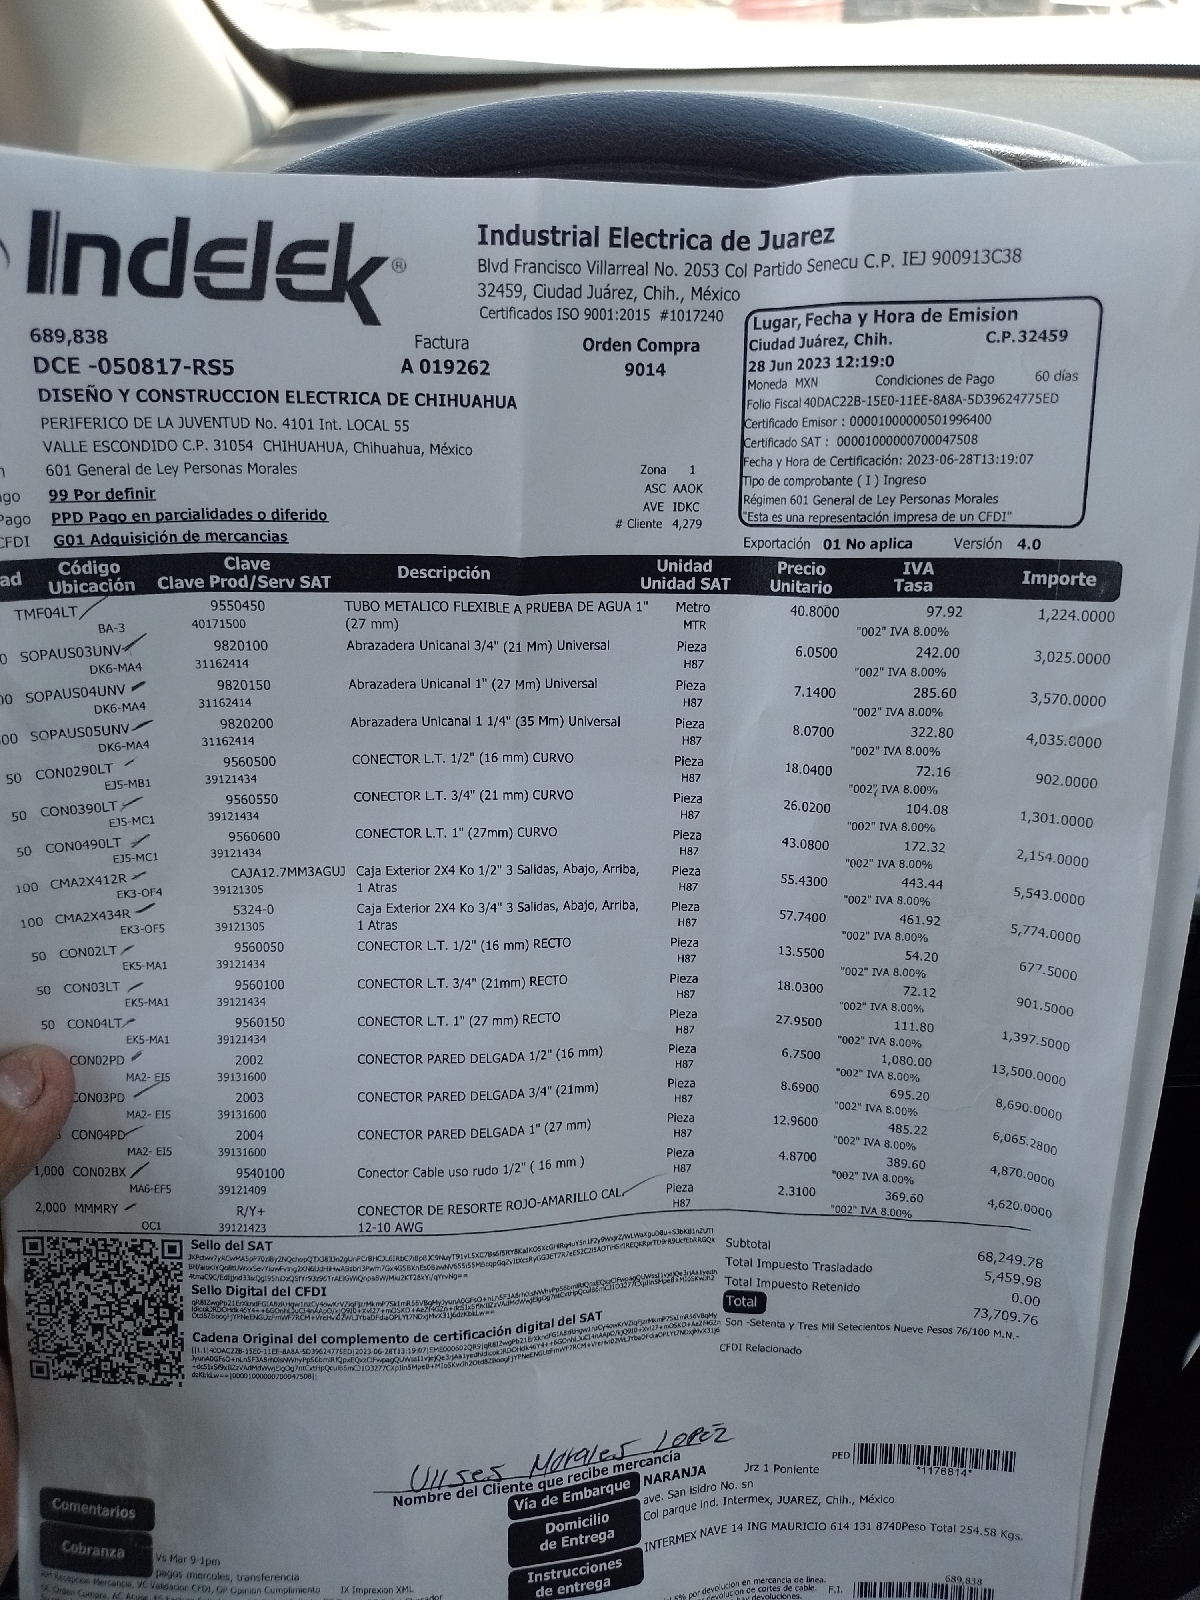 Indelek®
Industrial Electrica de Juarez
Blvd Francisco Villarreal No. 2053 Col Partido Senecu C.P. IEJ 900913C38
32459, Ciudad Juárez, Chih., México
Certificados ISO 9001:2015 #1017240
689,838
DCE -050817-RS5
Factura
A 019262
Orden Compra
9014
DISEÑO Y CONSTRUCCION ELECTRICA DE CHIHUAHUA
PERIFERICO DE LA JUVENTUD No. 4101 Int. LOCAL 55
VALLE ESCONDIDO C.P. 31054 CHIHUAHUA, Chihuahua, México
601 General de Ley Personas Morales
99 Por definir
PPD Pago en parcialidades o diferido
CFDI G01 Adquisición de mercancias
Zona 1
ASC AAOK
AVE IDKC
# Cliente 4,279
Lugar, Fecha y Hora de Emision
Ciudad Juárez, Chih. C.P.32459
28 Jun 2023 12:19:0
Moneda MXN Condiciones de Pago 60 días
Folio Fiscal 40DAC22B-15E0-11EE-8A8A-5D39624775ED
Certificado Emisor : 00001000000501996400
Certificado SAT : 00001000000700047508
Fecha y Hora de Certificación: 2023-06-28T13:19:07
Tipo de comprobante ( I ) Ingreso
Régimen 601 General de Ley Personas Morales
"Esta es una representación impresa de un CFDI"
Exportación 01 No aplica Versión 4.0
Código Clave Descripción Unidad Precio IVA Importe
Ubicación Clave Prod/Serv SAT Unidad SAT Unitario Tasa
TMF04LT 9550450 TUBO METALICO FLEXIBLE A PRUEBA DE AGUA 1" Metro 40.8000 97.92 1,224.0000
BA-3 40171500 (27 mm) MTR "002" IVA 8.00%
SOPAUS03UNV 9820100 Abrazadera Unicanal 3/4" (21 Mm) Universal Pieza 6.0500 242.00 3,025.0000
DK6-MA4 31162414 H87 "002" IVA 8.00%
SOPAUS04UNV 9820150 Abrazadera Unicanal 1" (27 Mm) Universal Pieza 7.1400 285.60 3,570.0000
DK6-MA4 31162414 H87 "002" IVA 8.00%
SOPAUS05UNV 9820200 Abrazadera Unicanal 1 1/4" (35 Mm) Universal Pieza 8.0700 322.80 4,035.0000
DK6-MA4 31162414 H87 "002" IVA 8.00%
50 CON0290LT 9560500 CONECTOR L.T. 1/2" (16 mm) CURVO Pieza 18.0400 72.16 902.0000
EJ5-MB1 39121434 H87 "002" IVA 8.00%
50 CON0390LT 9560550 CONECTOR L.T. 3/4" (21 mm) CURVO Pieza 26.0200 104.08 1,301.0000
EJ5-MC1 39121434 H87 "002" IVA 8.00%
50 CON0490LT 9560600 CONECTOR L.T. 1" (27mm) CURVO Pieza 43.0800 172.32 2,154.0000
EJ5-MC1 39121434 H87 "002" IVA 8.00%
100 CMA2X412R CAJA12.7MM3AGUJ Caja Exterior 2X4 Ko 1/2" 3 Salidas, Abajo, Arriba, Pieza 55.4300 443.44 5,543.0000
EK3-OF4 39121305 1 Atras H87 "002" IVA 8.00%
100 CMA2X434R 5324-0 Caja Exterior 2X4 Ko 3/4" 3 Salidas, Abajo, Arriba, Pieza 57.7400 461.92 5,774.0000
EK3-OF5 39121305 1 Atras H87 "002" IVA 8.00%
50 CON02LT 9560050 CONECTOR L.T. 1/2" (16 mm) RECTO Pieza 13.5500 54.20 677.5000
EK5-MA1 39121434 H87 "002" IVA 8.00%
50 CON03LT 9560100 CONECTOR L.T. 3/4" (21mm) RECTO Pieza 18.0300 72.12 901.5000
EK5-MA1 39121434 H87 "002" IVA 8.00%
50 CON04LT 9560150 CONECTOR L.T. 1" (27 mm) RECTO Pieza 27.9500 111.80 1,397.5000
EK5-MA1 39121434 H87 "002" IVA 8.00%
CON02PD 2002 CONECTOR PARED DELGADA 1/2" (16 mm) Pieza 6.7500 1,080.00 13,500.0000
MA2- EI5 39131600 H87 "002" IVA 8.00%
CON03PD 2003 CONECTOR PARED DELGADA 3/4" (21mm) Pieza 8.6900 695.20 8,690.0000
MA2- EI5 39131600 H87 "002" IVA 8.00%
CON04PD 2004 CONECTOR PARED DELGADA 1" (27 mm) Pieza 12.9600 485.22 6,065.2800
MA2- EI5 39131600 H87 "002" IVA 8.00%
1,000 CON02BX 9540100 Conector Cable uso rudo 1/2" ( 16 mm ) Pieza 4.8700 389.60 4,870.0000
MA6-EF5 39121409 H87 "002" IVA 8.00%
2,000 MMMRY R/Y+ CONECTOR DE RESORTE ROJO-AMARILLO CAL Pieza 2.3100 369.60 4,620.0000
OC1 39121423 12-10 AWG H87 "002" IVA 8.00%
Sello del SAT
Sello Digital del CFDI
Cadena Original del complemento de certificación digital del SAT
Subtotal 68,249.78
Total Impuesto Trasladado 5,459.98
Total Impuesto Retenido 0.00
Total 73,709.76
Son -Setenta y Tres Mil Setecientos Nueve Pesos 76/100 M.N.-
CFDI Relacionado
Ulises Morales Lopez
Nombre del Cliente que recibe mercancía
PED
*1176814*
Vía de Embarque NARANJA Jrz 1 Poniente
Domicilio de Entrega
ave. San Isidro No. sn
Col parque ind. Intermex, JUAREZ, Chih., México
INTERMEX NAVE 14 ING MAURICIO 614 131 8740Peso Total 254.58 Kgs.
Instrucciones de entrega
Comentarios
Cobranza
Vs Mar 9-1pm
pagos miercoles, transferencia
JX Impresion XML
por devolucion en mercancia de linea.
de devolucion de cortes de cable.
F.I.
689,838